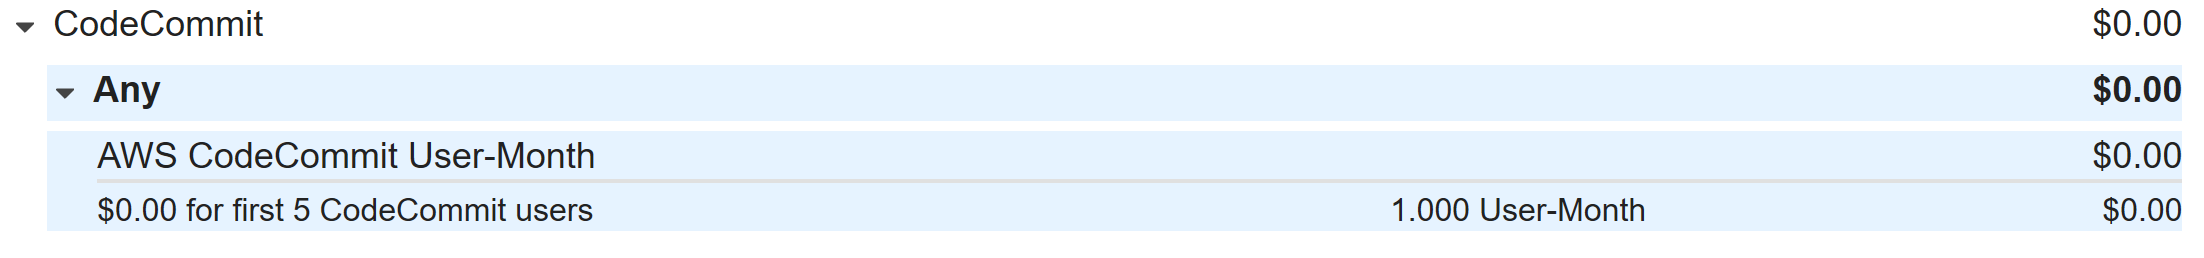 CodeCommit $0.00
Any $0.00
AWS CodeCommit User-Month $0.00
$0.00 for first 5 CodeCommit users 1.000 User-Month $0.00